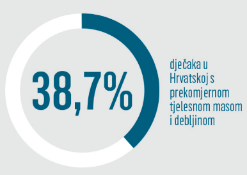 38,7%
dječaka u
Hrvatskoj s
prekomjernom
tjelesnom masom
i debljinom